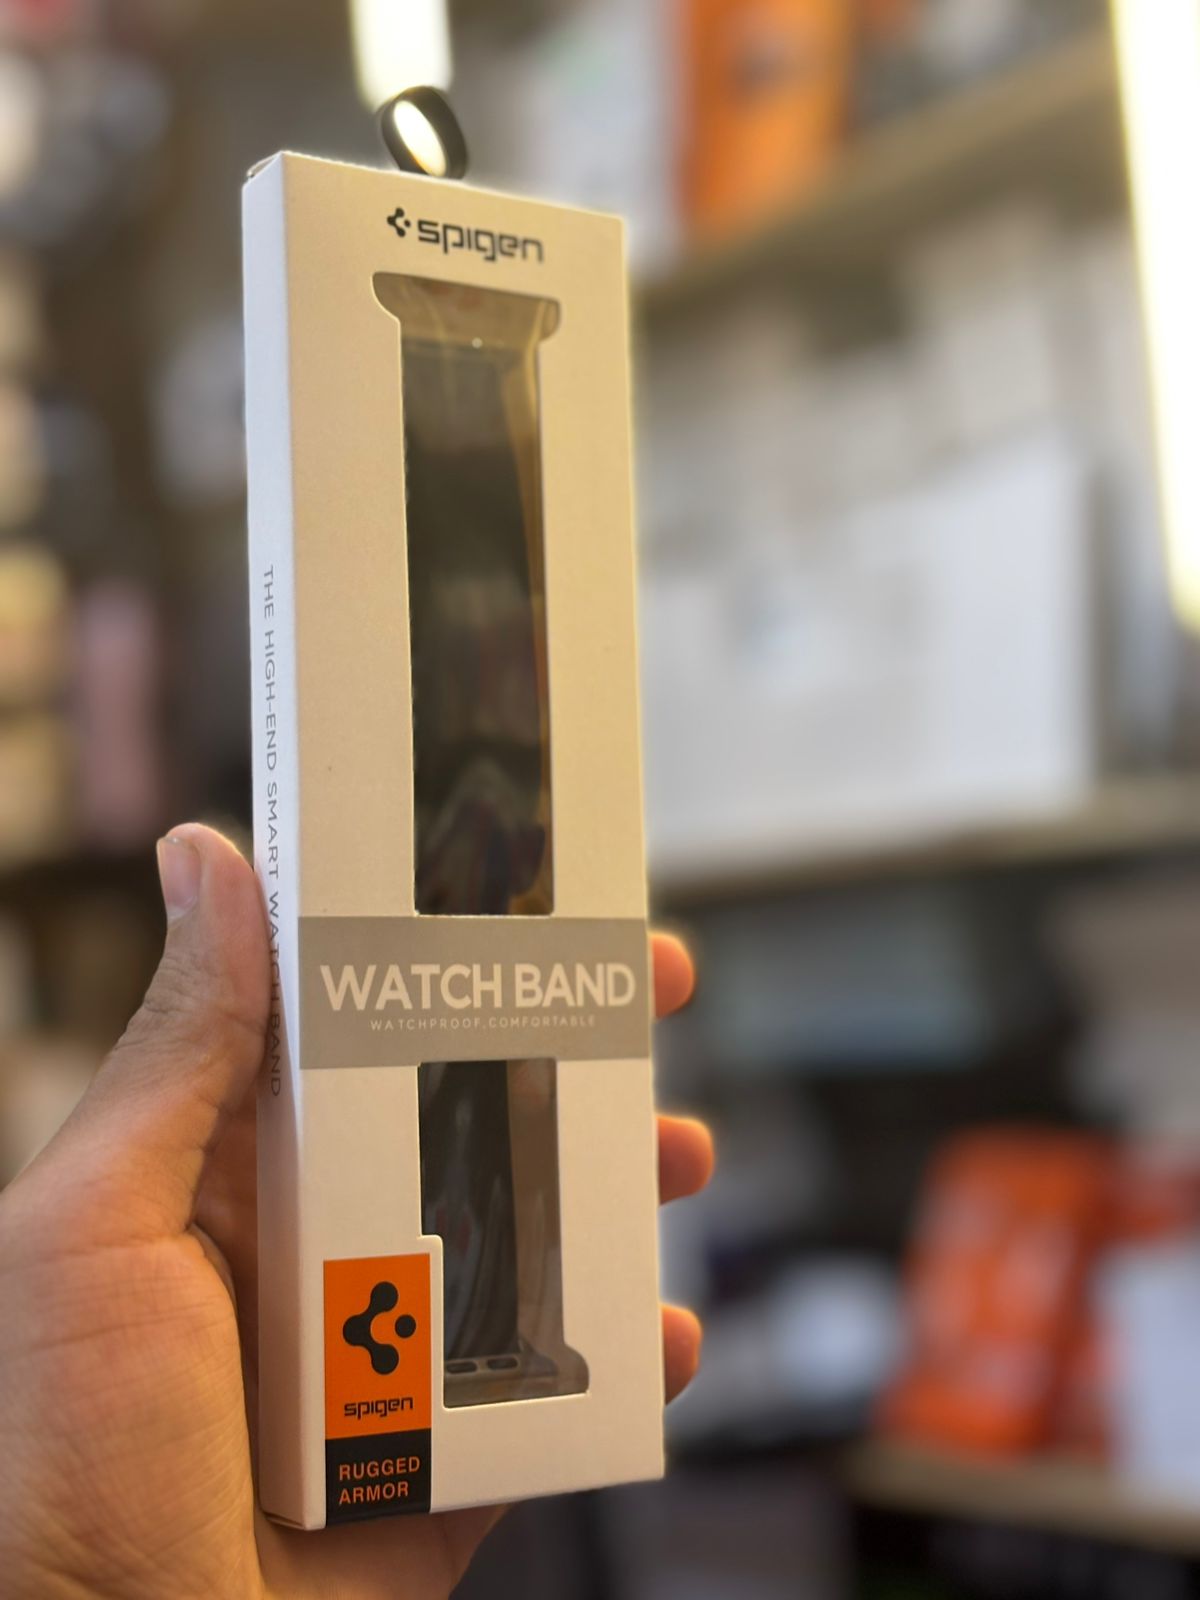 spigen
THE HIGH-END SMART WATCH BAND
WATCH BAND
WATCHPROOF,COMFORTABLE
spigen
RUGGED
ARMOR